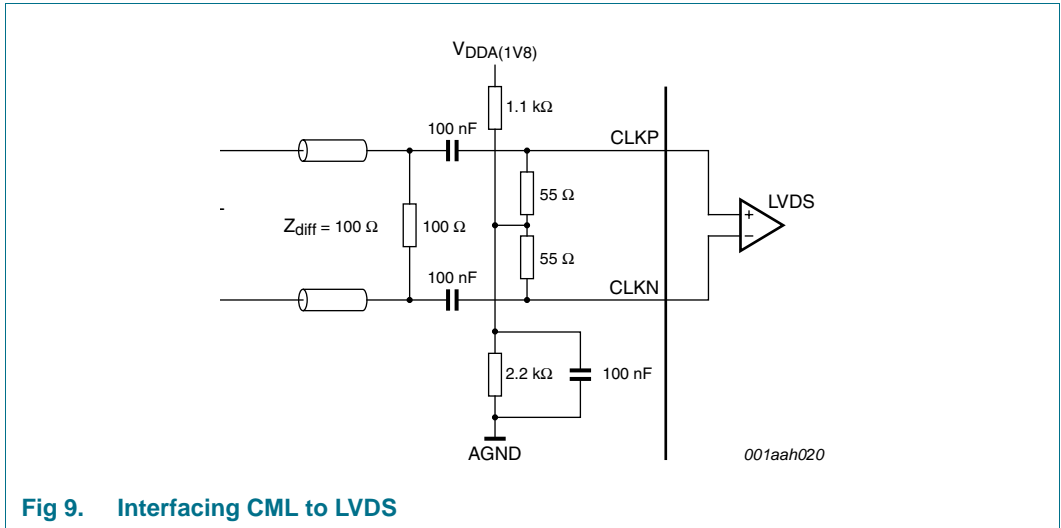 VDDA(1V8)
1.1 kΩ
100 nF
CLKP
55 Ω
LVDS
+
−
Zdiff = 100 Ω
100 Ω
55 Ω
100 nF
CLKN
2.2 kΩ
100 nF
AGND
001aah020
Fig 9. Interfacing CML to LVDS